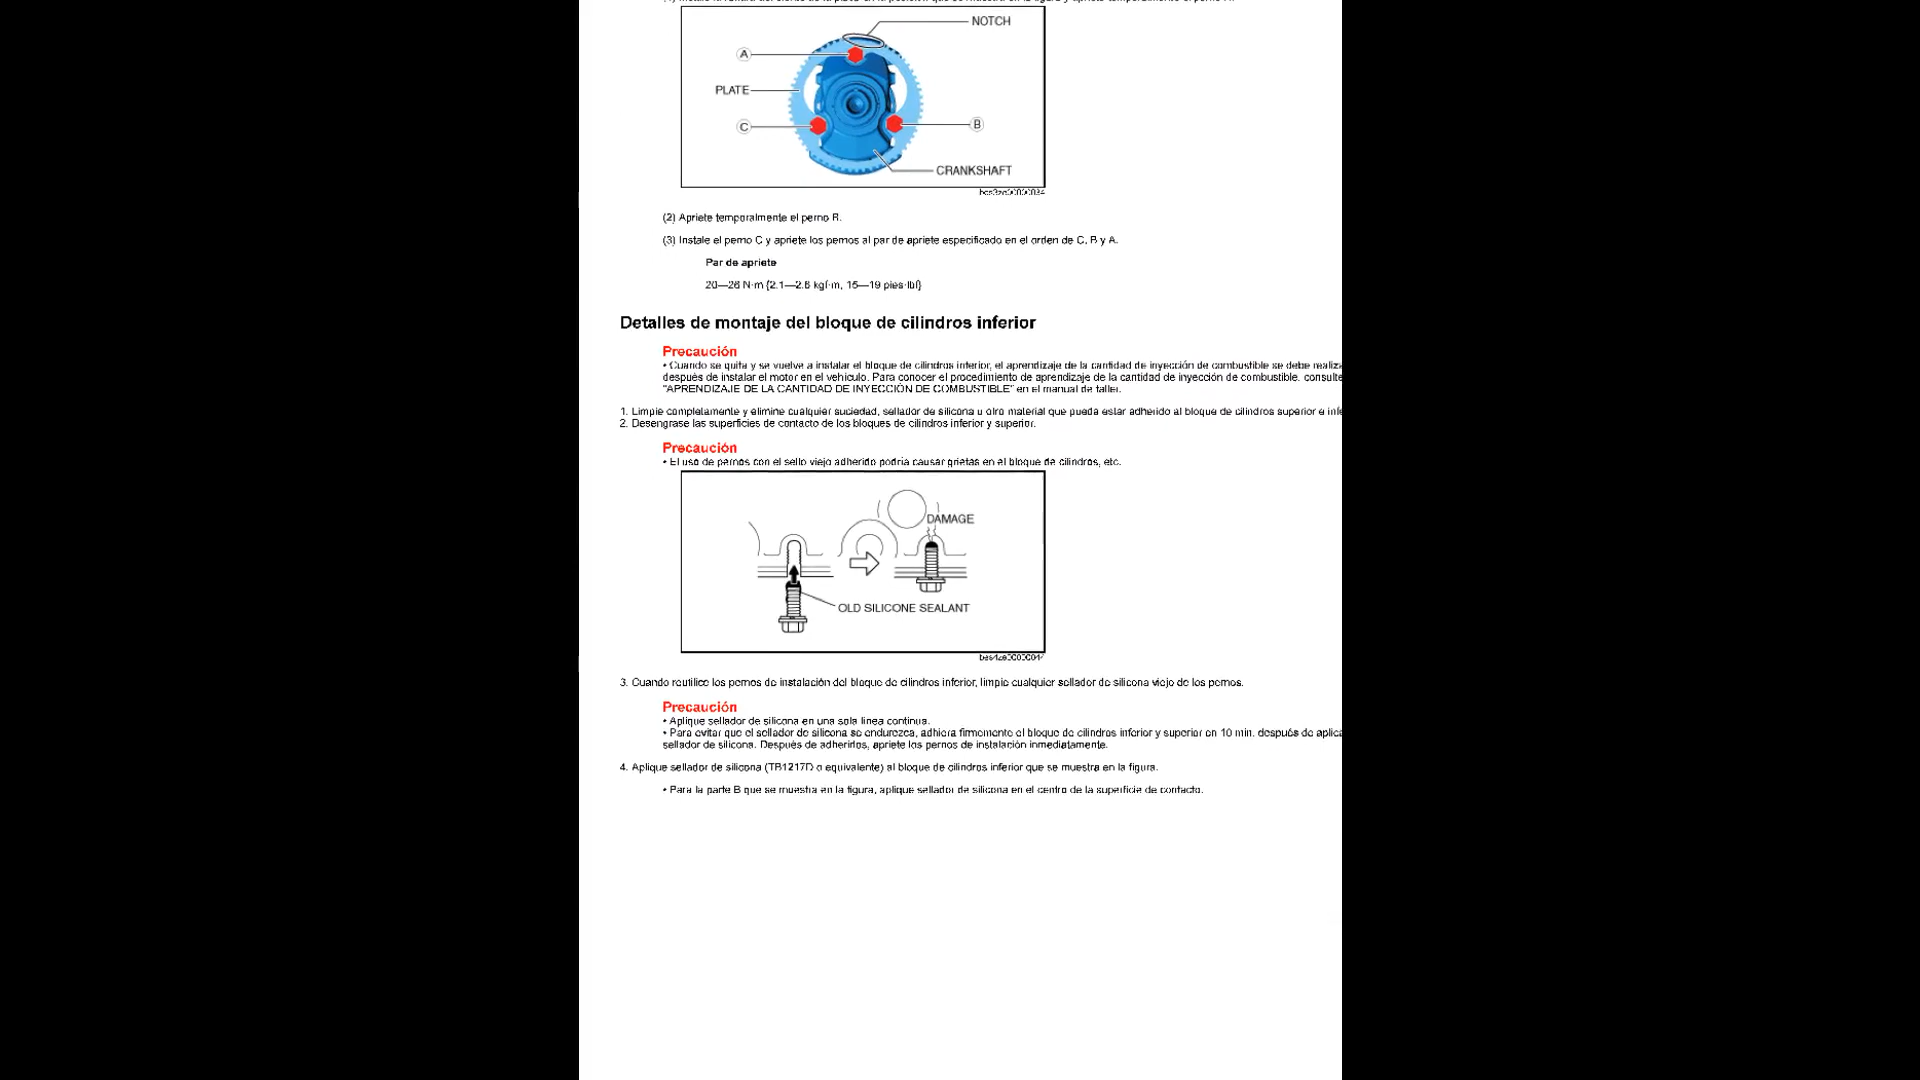 NOTCH
A
PLATE
C
B
CRANKSHAFT
(2) Apriete temporalmente el perno B.
(3) Instale el perno C y apriete los pernos al par de apriete especificado en el orden de C, B y A.
Par de apriete
20—26 N·m {2.1—2.6 kgf·m, 15—19 pies·lbf}
Detalles de montaje del bloque de cilindros inferior
Precaución
• Cuando se quita y se vuelve a instalar el bloque de cilindros inferior, el aprendizaje de la cantidad de inyección de combustible se debe realiza
después de instalar el motor en el vehículo. Para conocer el procedimiento de aprendizaje de la cantidad de inyección de combustible, consulte
"APRENDIZAJE DE LA CANTIDAD DE INYECCIÓN DE COMBUSTIBLE" en el manual de taller.
1. Limpie completamente y elimine cualquier suciedad, sellador de silicona u otro material que pueda estar adherido al bloque de cilindros superior e infe
2. Desengrase las superficies de contacto de los bloques de cilindros inferior y superior.
Precaución
• El uso de pernos con el sello viejo adherido podría causar grietas en el bloque de cilindros, etc.
DAMAGE
OLD SILICONE SEALANT
3. Cuando reutilice los pernos de instalación del bloque de cilindros inferior, limpie cualquier sellador de silicona viejo de los pernos.
Precaución
• Aplique sellador de silicona en una sola línea continua.
• Para evitar que el sellador de silicona se endurezca, adhiera firmemente el bloque de cilindros inferior y superior en 10 min. después de aplica
sellador de silicona. Después de adherirlos, apriete los pernos de instalación inmediatamente.
4. Aplique sellador de silicona (TB1217D o equivalente) al bloque de cilindros inferior que se muestra en la figura.
• Para la parte B que se muestra en la figura, aplique sellador de silicona en el centro de la superficie de contacto.